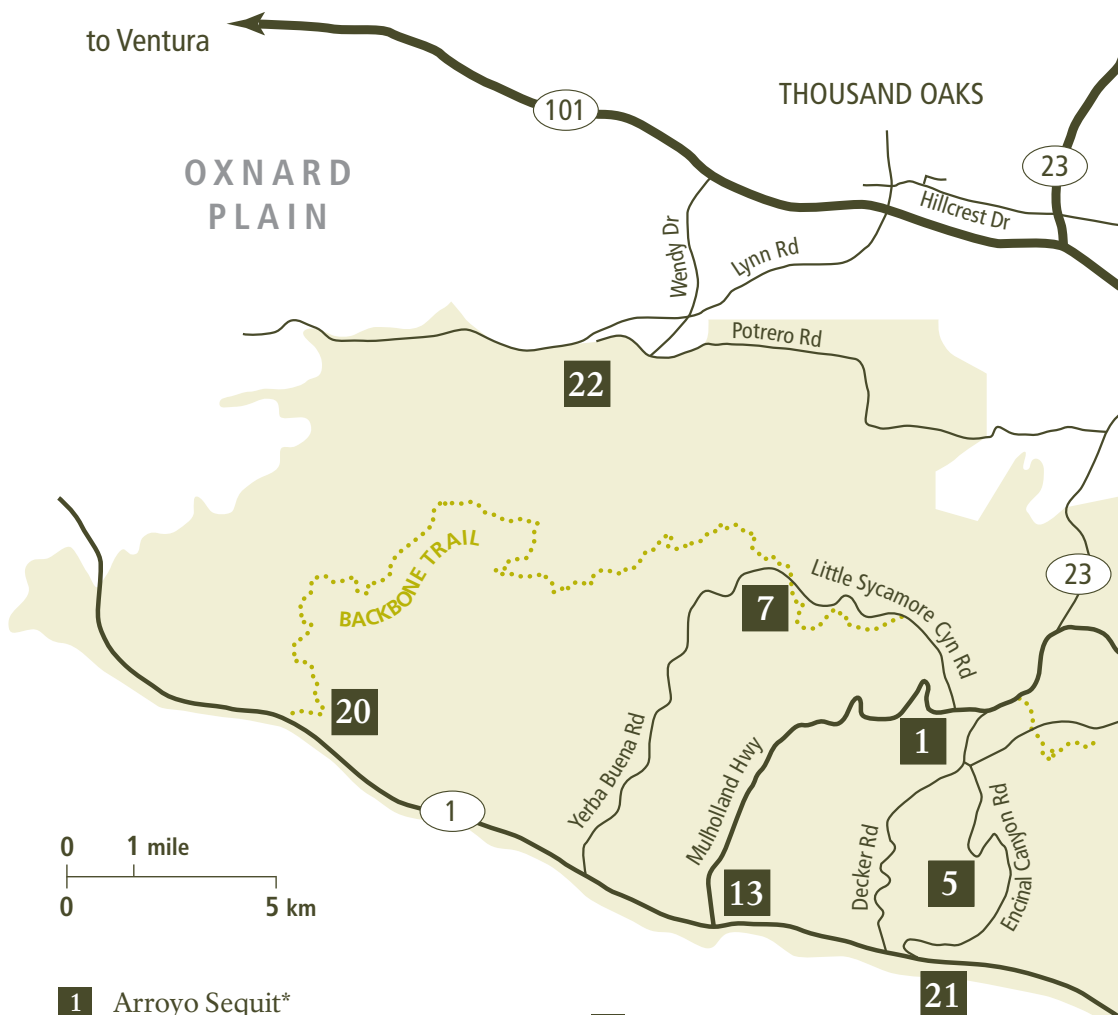 to Ventura
101
THOUSAND OAKS
23
OXNARD
PLAIN
Hillcrest Dr
Wendy Dr
Lynn Rd
Potrero Rd
22
BACKBONE TRAIL
Little Sycamore Cyn Rd
23
7
20
1
Yerba Buena Rd
Mulholland Hwy
1
Decker Rd
Encinal Canyon Rd
5
13
21
0 1 mile
0 5 km
1 Arroyo Sequit*